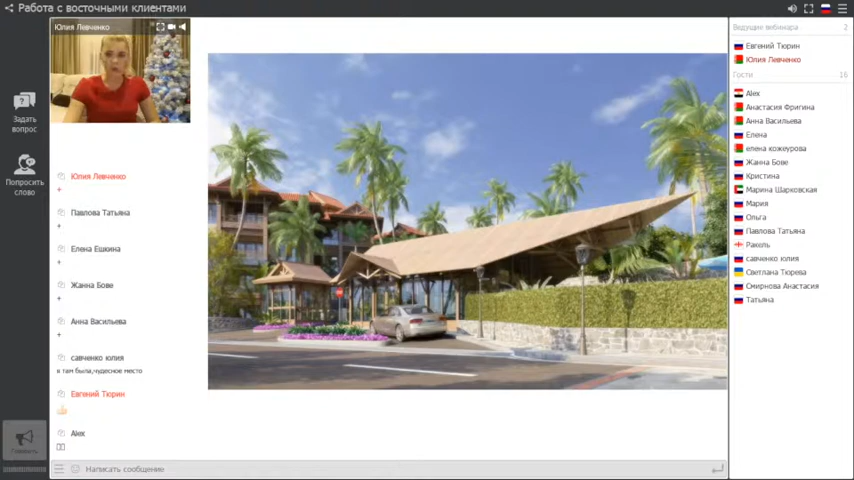 Работа с восточными клиентами
Юлия Левченко
Задать
вопрос
Попросить
слово
Юлия Левченко
+
Павлова Татьяна
+
Елена Ешкина
+
Жанна Бове
+
Анна Васильева
+
савченко юлия
я там была,чудесное место
Евгений Тюрин
Alex
Написать сообщение
Ведущие вебинара 2
Евгений Тюрин
Юлия Левченко
Гости 16
Alex
Анастасия Фригина
Анна Васильева
Елена
елена кожеурова
Жанна Бове
Кристина
Марина Шарковская
Мария
Ольга
Павлова Татьяна
Ракель
савченко юлия
Светлана Тюрева
Смирнова Анастасия
Татьяна